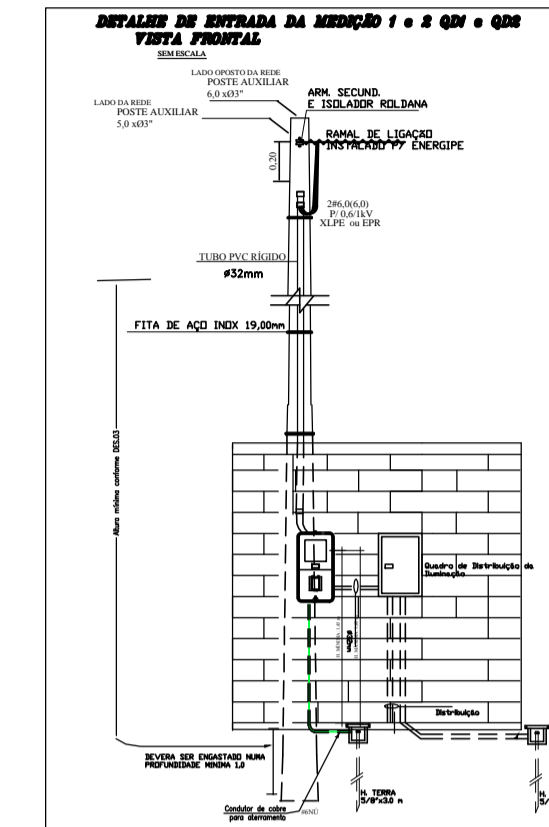 DETALHE DE ENTRADA DA MEDIÇÃO 1 e 2 QD1 e QD2
VISTA FRONTAL
SEM ESCALA
LADO OPOSTO DA REDE
POSTE AUXILIAR
6,0 xØ3"
LADO DA REDE
POSTE AUXILIAR
5,0 xØ3"
ARM. SECUND.
E ISOLADOR ROLDANA
RAMAL DE LIGAÇÃO
INSTALADO P/ ENERGIPE
0,20
2#6,0(6,0)
P/ 0,6/1kV
XLPE ou EPR
TUBO PVC RÍGIDO
ø32mm
FITA DE AÇO INOX 19,00mm
Altura mínima conforme DES.03
Quadro de Distribuição de
Iluminação
Distribuição
DEVERA SER ENGASTADO NUMA
PROFUNDIDADE MINIMA 1,0
Condutor de cobre
para aterramento
#6NÚ
H. TERRA
5/8"x3.0 m
H.
5/